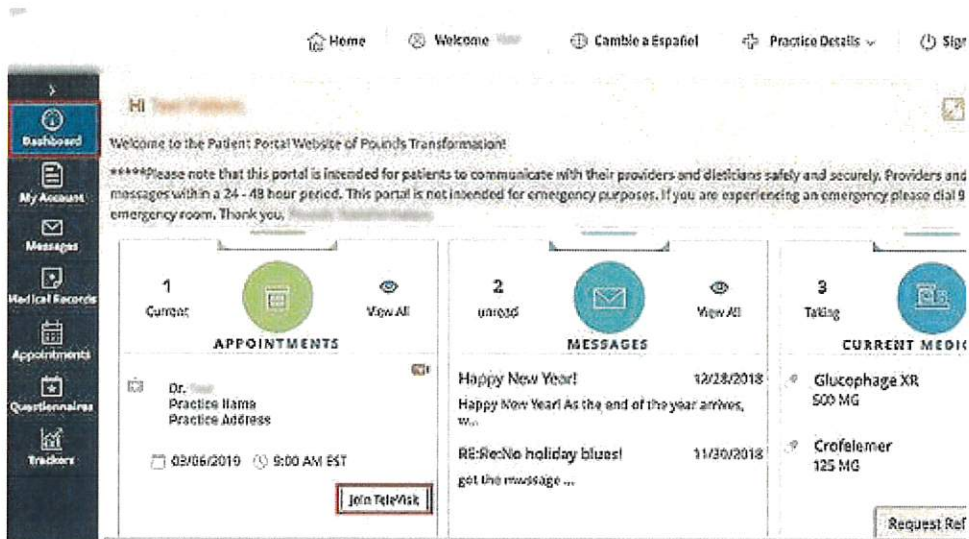 Home
Welcome
Cambie a Español
Practice Details
Sign
Dashboard
My Account
Messages
Medical Records
Appointments
Questionnaires
Trackers
Hi
Welcome to the Patient Portal Website of Pounds Transformation!
*****Please note that this portal is intended for patients to communicate with their providers and dieticians safely and securely. Providers and
messages within a 24 - 48 hour period. This portal is not intended for emergency purposes. If you are experiencing an emergency please dial 9
emergency room. Thank you,
1
Current
View All
APPOINTMENTS
Dr.
Practice Name
Practice Address
03/06/2019 9:00 AM EST
Join TeleVisit
2
unread
View All
MESSAGES
Happy New Year! 12/28/2018
Happy New Year! As the end of the year arrives,
w...
RE:Re:No holiday blues! 11/30/2018
got the message ...
3
Taking
CURRENT MEDIC
Glucophage XR
500 MG
Crofelemer
125 MG
Request Ref